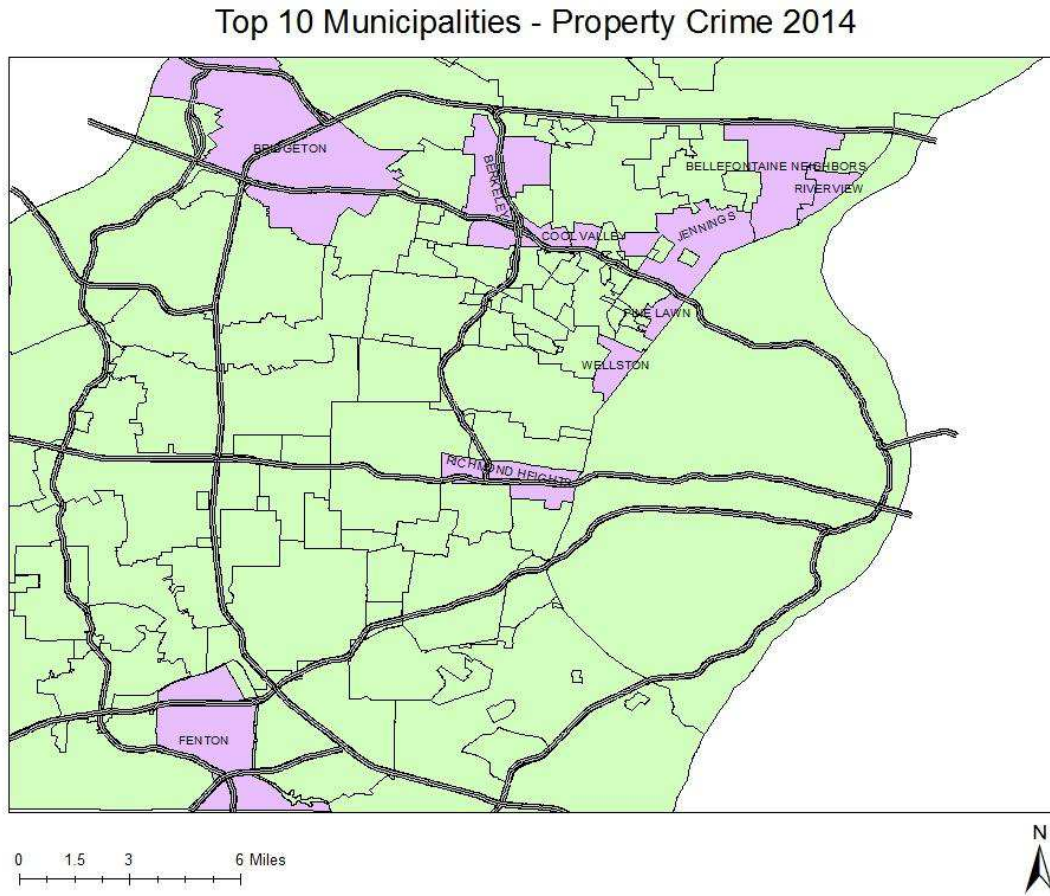 Top 10 Municipalities - Property Crime 2014
BRIDGETON
BERKELEY
BELLEFONTAINE NEIGHBORS
RIVERVIEW
JENNINGS
COOL VALLEY
PINE LAWN
WELLSTON
RICHMOND HEIGHTS
FENTON
0 1.5 3 6 Miles
N